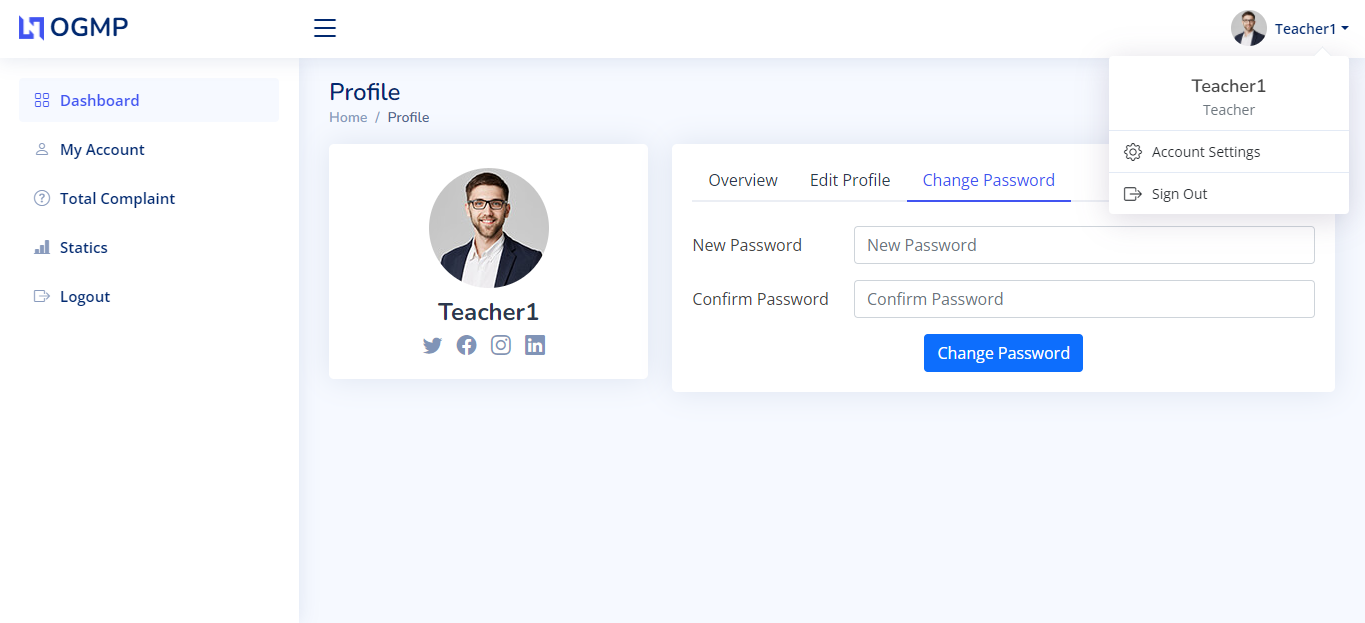 OGMP
Teacher1
Teacher1
Teacher
Account Settings
Sign Out
Dashboard
My Account
Total Complaint
Statics
Logout
Profile
Home / Profile
Teacher1
Overview Edit Profile Change Password
New Password New Password
Confirm Password Confirm Password
Change Password